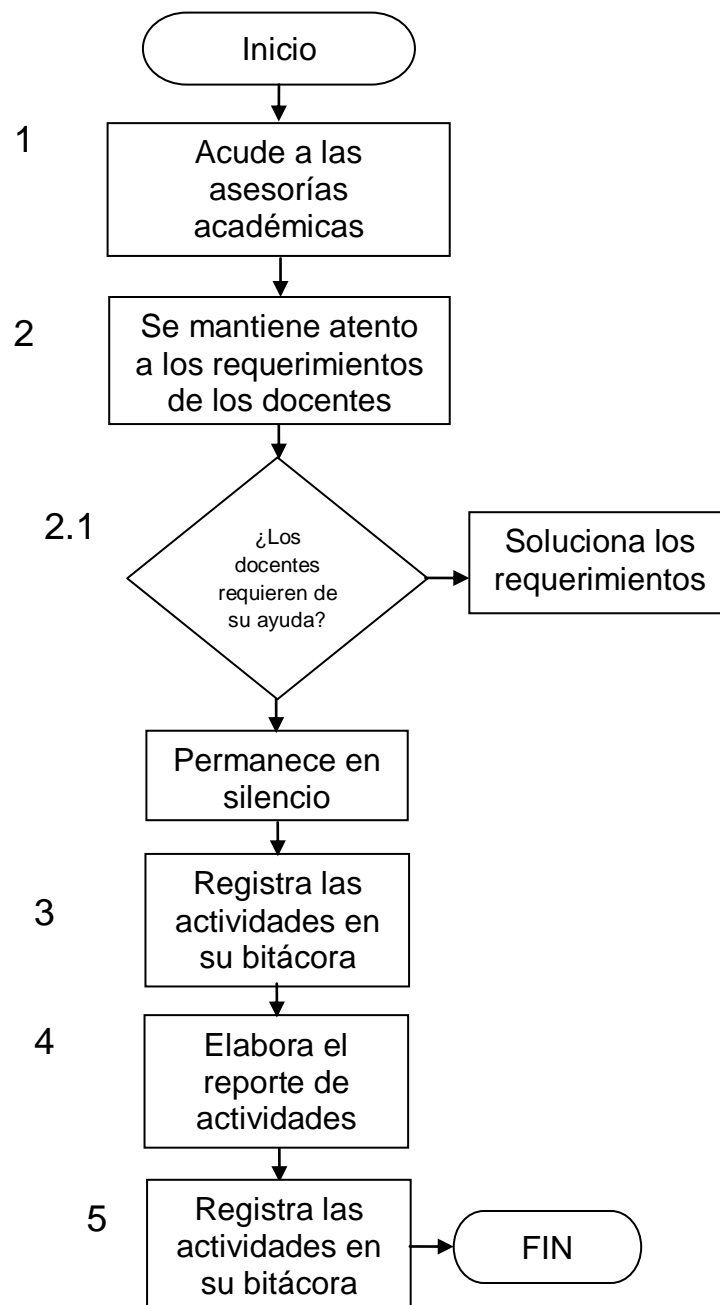 Inicio
1
Acude a las
asesorías
académicas
2
Se mantiene atento
a los requerimientos
de los docentes
2.1
¿Los
docentes
requieren de
su ayuda?
Soluciona los
requerimientos
Permanece en
silencio
3
Registra las
actividades en
su bitácora
4
Elabora el
reporte de
actividades
5
Registra las
actividades en
su bitácora
FIN